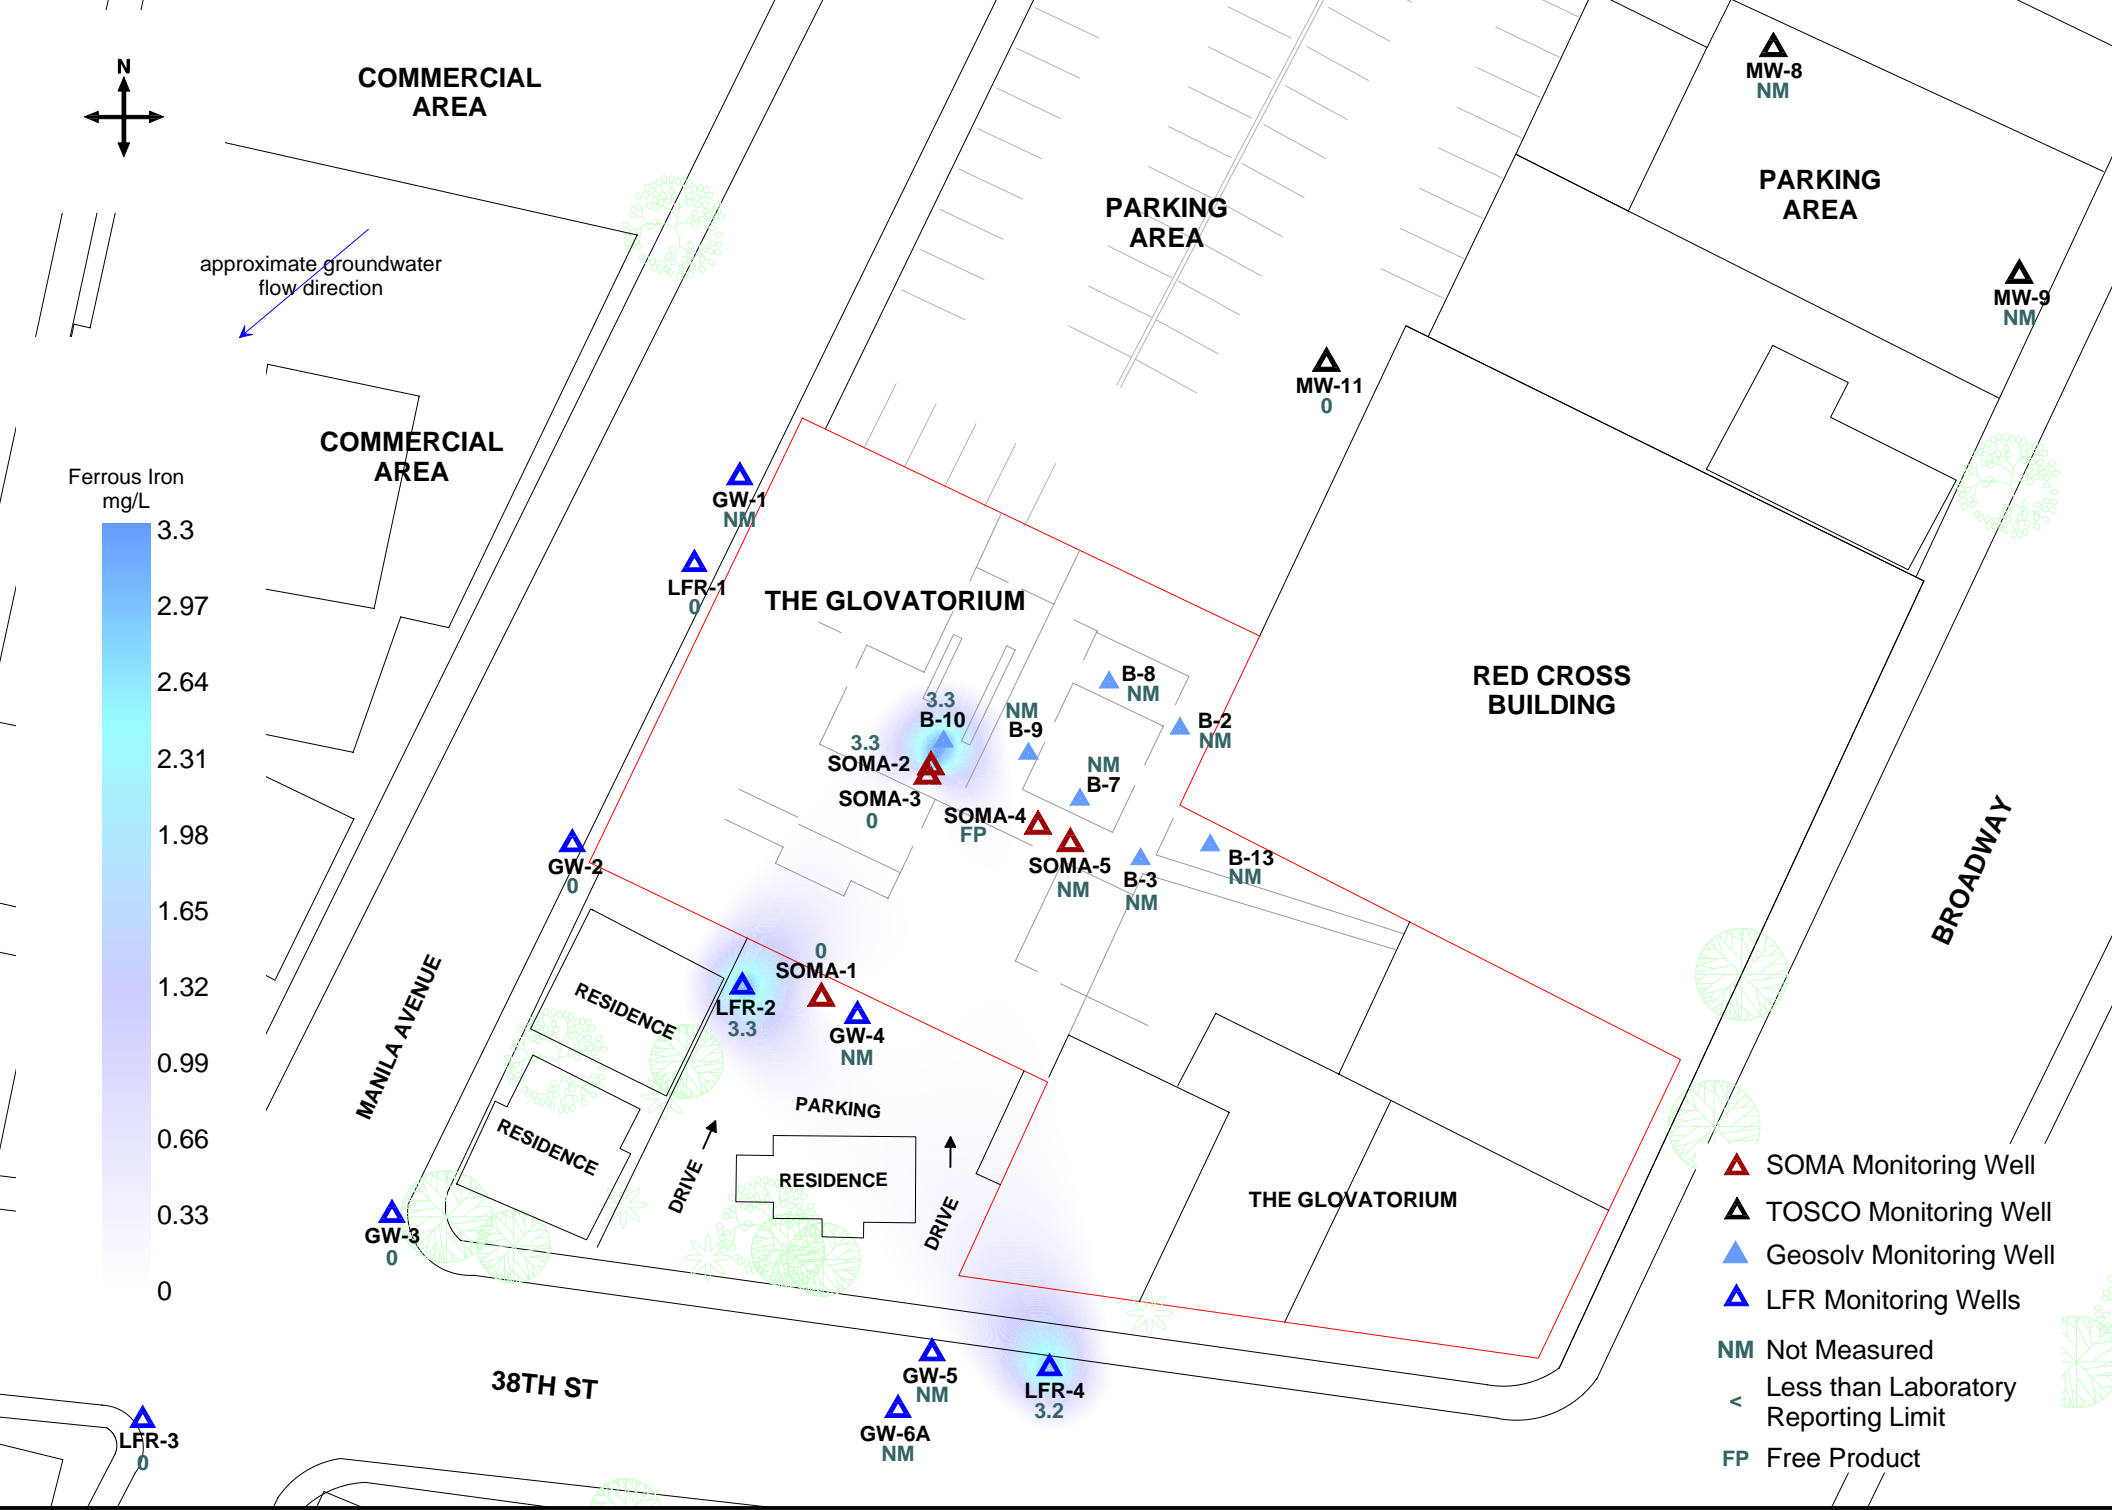 N
COMMERCIAL
AREA
MW-8
NM
PARKING
AREA
PARKING
AREA
approximate groundwater
flow direction
MW-9
NM
MW-11
0
COMMERCIAL
AREA
Ferrous Iron
mg/L
3.3
2.97
2.64
2.31
1.98
1.65
1.32
0.99
0.66
0.33
0
GW-1
NM
LFR-1
0
THE GLOVATORIUM
RED CROSS
BUILDING
B-8
NM
3.3
B-10
NM
B-9
B-2
NM
3.3
SOMA-2
NM
B-7
SOMA-3
0
SOMA-4
FP
SOMA-5
NM
B-3
NM
B-13
NM
GW-2
0
BROADWAY
0
SOMA-1
LFR-2
3.3
GW-4
NM
RESIDENCE
MANILA AVENUE
PARKING
RESIDENCE
DRIVE
RESIDENCE
DRIVE
THE GLOVATORIUM
GW-3
0
GW-5
NM
LFR-4
3.2
GW-6A
NM
38TH ST
LFR-3
0
SOMA Monitoring Well
TOSCO Monitoring Well
Geosolv Monitoring Well
LFR Monitoring Wells
NM Not Measured
< Less than Laboratory
Reporting Limit
FP Free Product